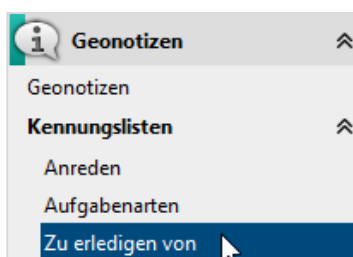 Geonotizen
Geonotizen
Kennungslisten
Anreden
Aufgabenarten
Zu erledigen von